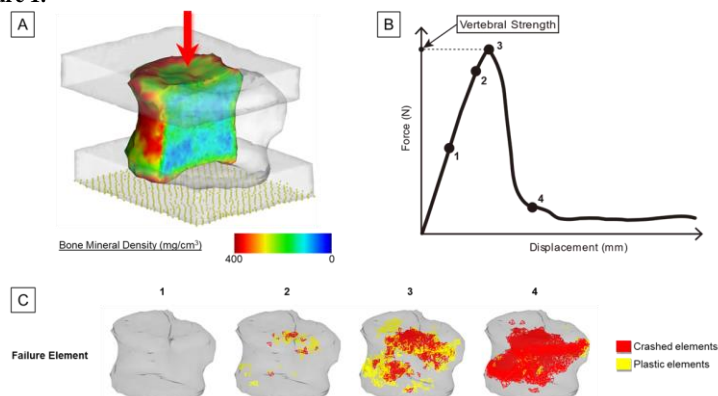 A
B
Vertebral Strength
3
2
1
4
Force (N)
Displacement (mm)
Bone Mineral Density (mg/cm³)
400
0
C
1
2
3
4
Failure Element
Crashed elements
Plastic elements